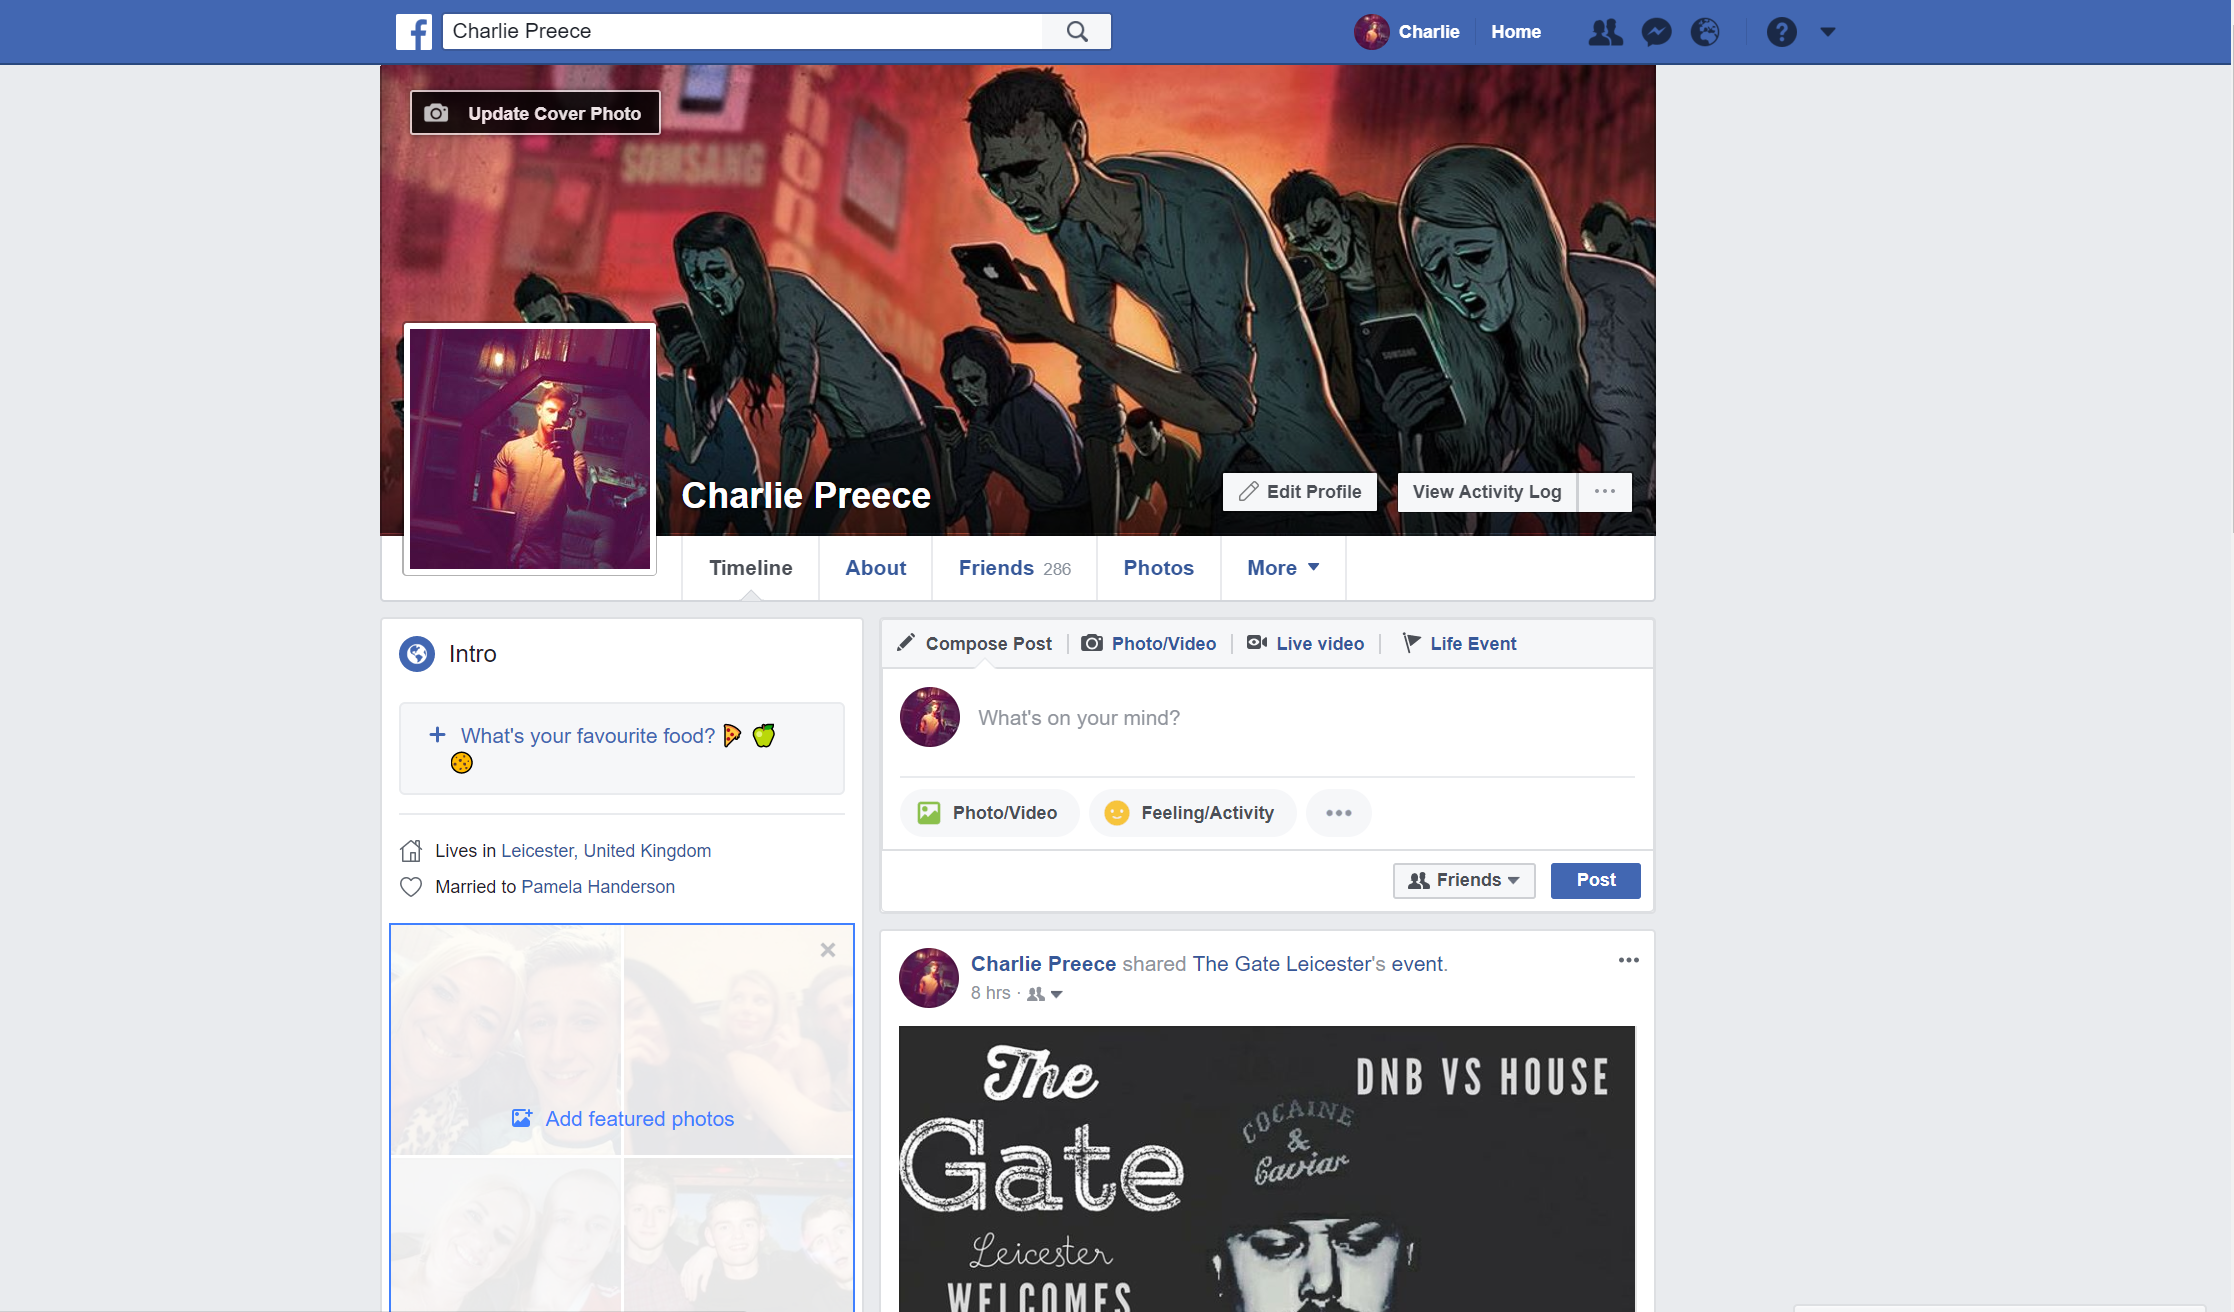 Charlie Preece
Charlie
Home
Update Cover Photo
SOMSANG
SOMSANG
Charlie Preece
Edit Profile
View Activity Log
Timeline
About
Friends 286
Photos
More
Intro
+ What's your favourite food?
Lives in Leicester, United Kingdom
Married to Pamela Handerson
Add featured photos
Compose Post
Photo/Video
Live video
Life Event
What's on your mind?
Photo/Video
Feeling/Activity
Friends
Post
Charlie Preece shared The Gate Leicester's event.
8 hrs ·
The
Gate
Leicester
WELCOMES
DNB VS HOUSE
COCAINE
&
Caviar